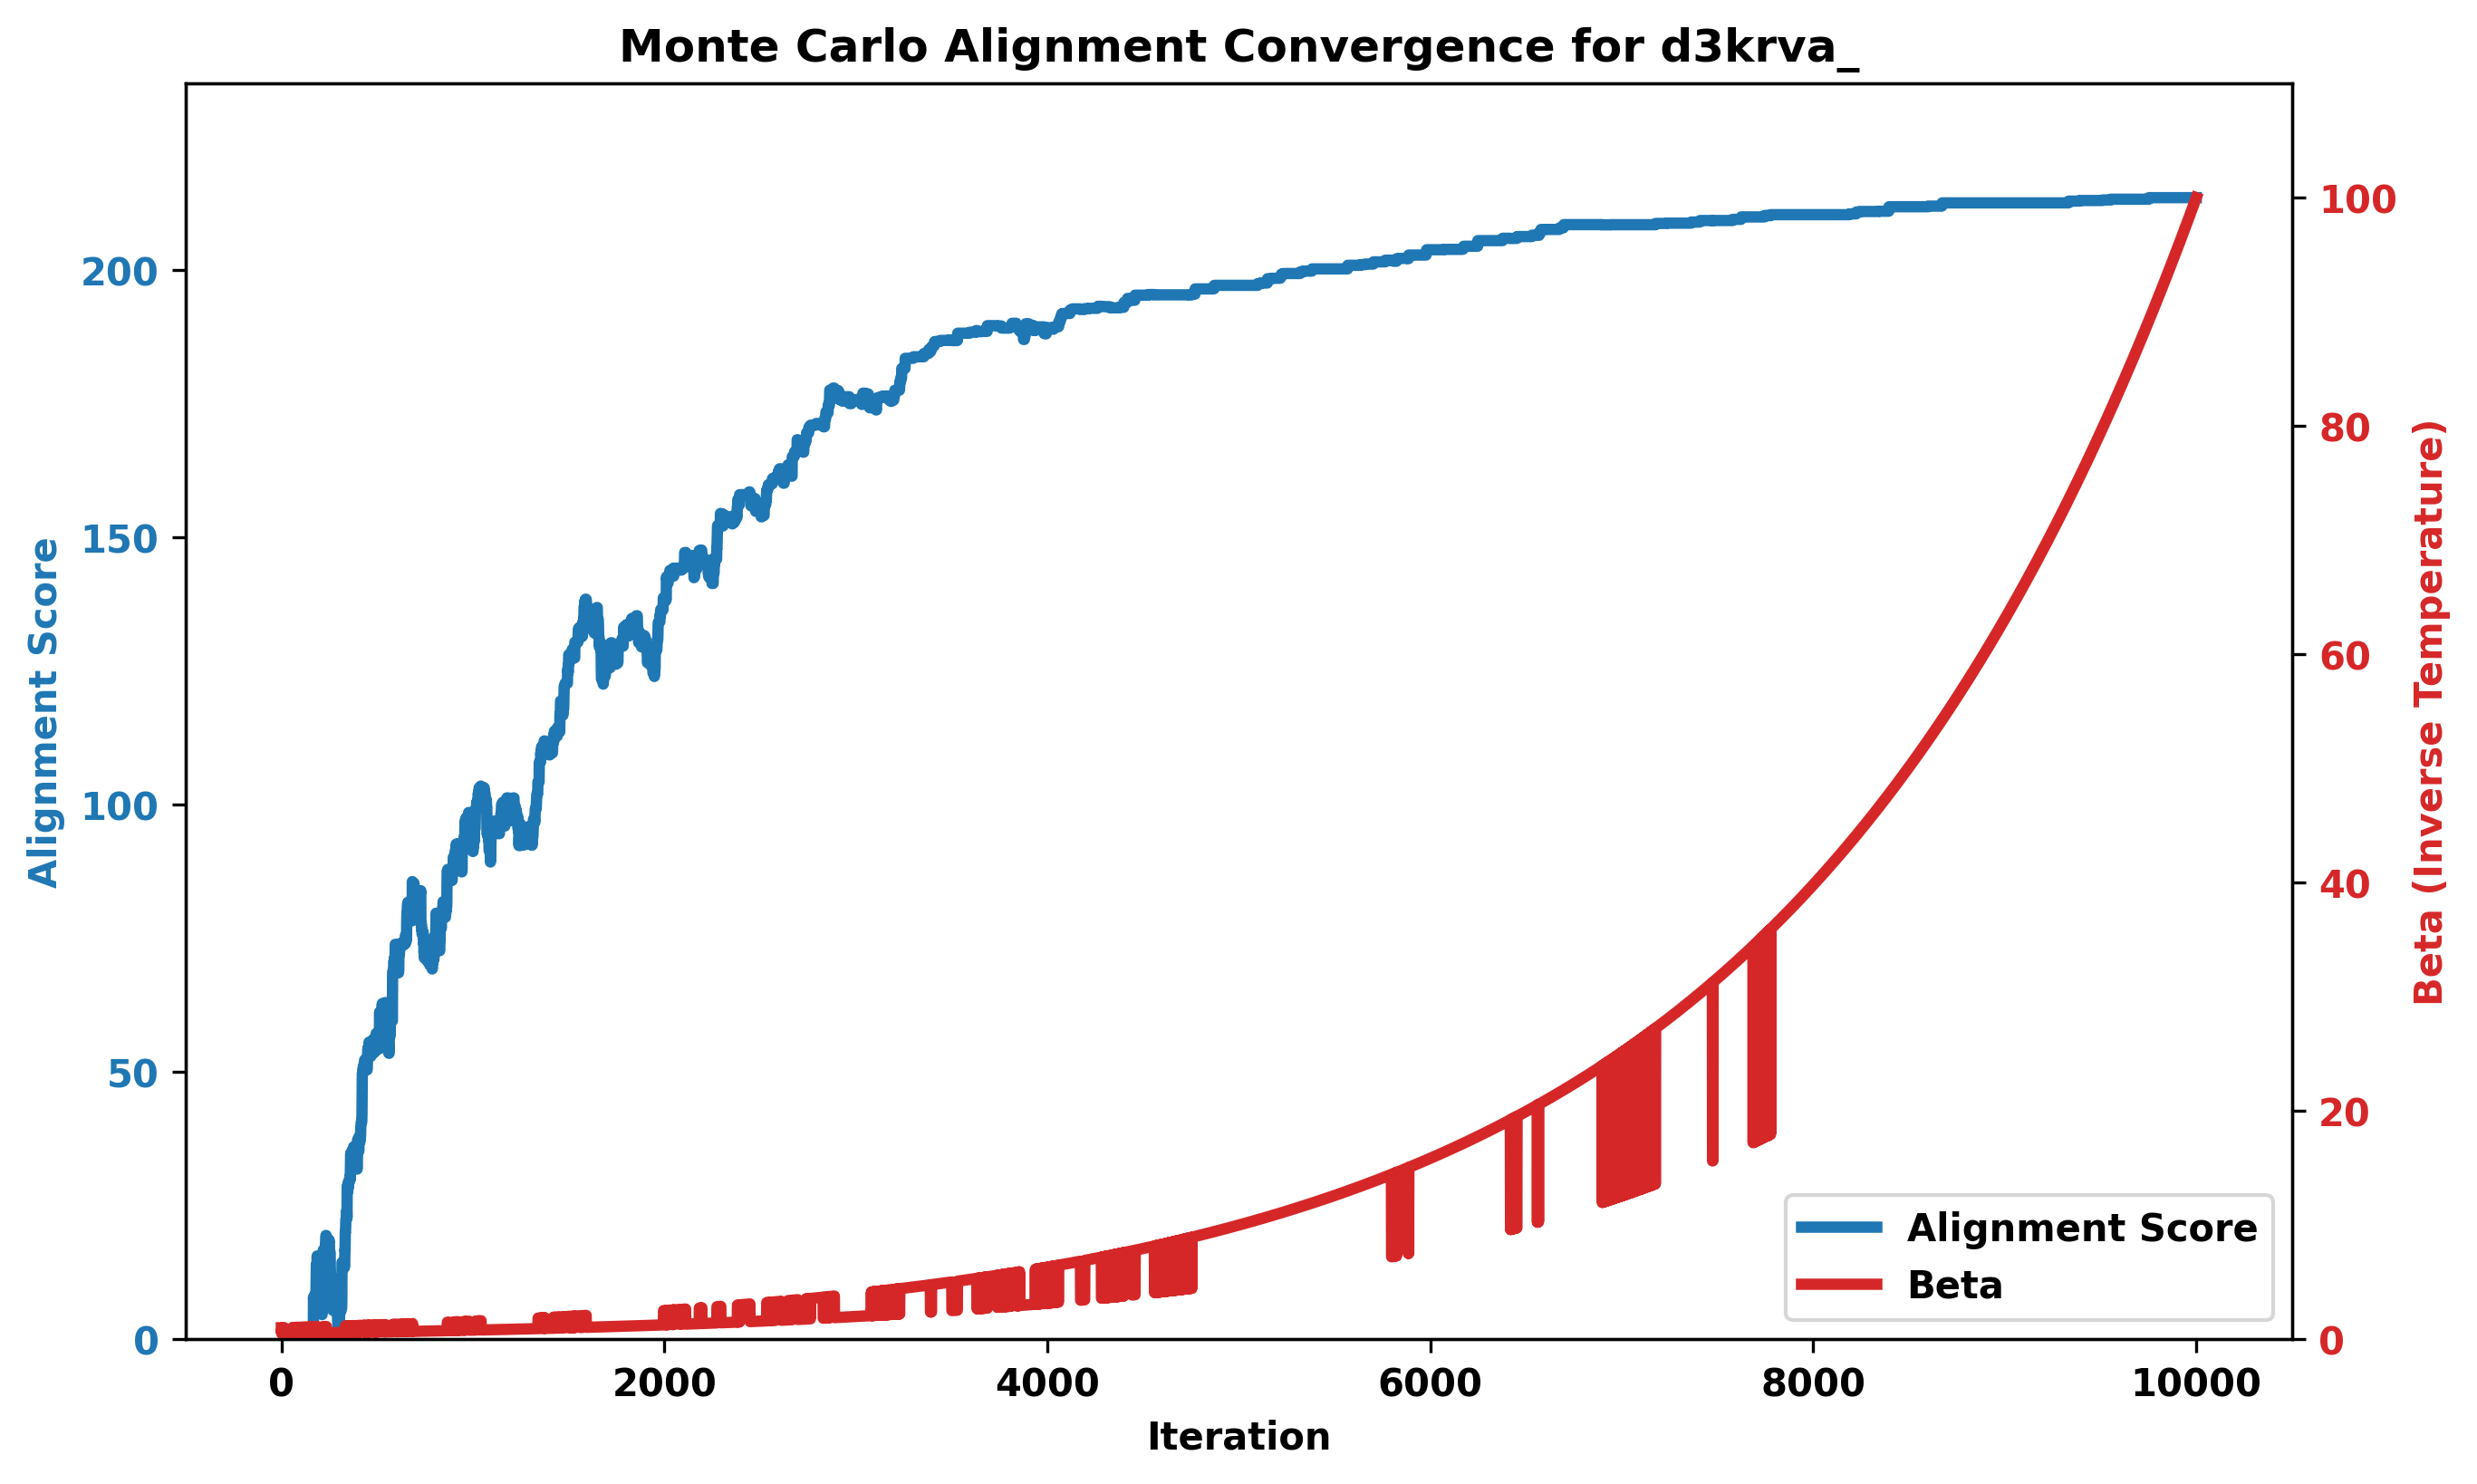 Monte Carlo Alignment Convergence for d3krva_
Alignment Score
200
150
100
50
0
100
80
60
40
20
0
Beta (Inverse Temperature)
Alignment Score
Beta
0 2000 4000 6000 8000 10000
Iteration